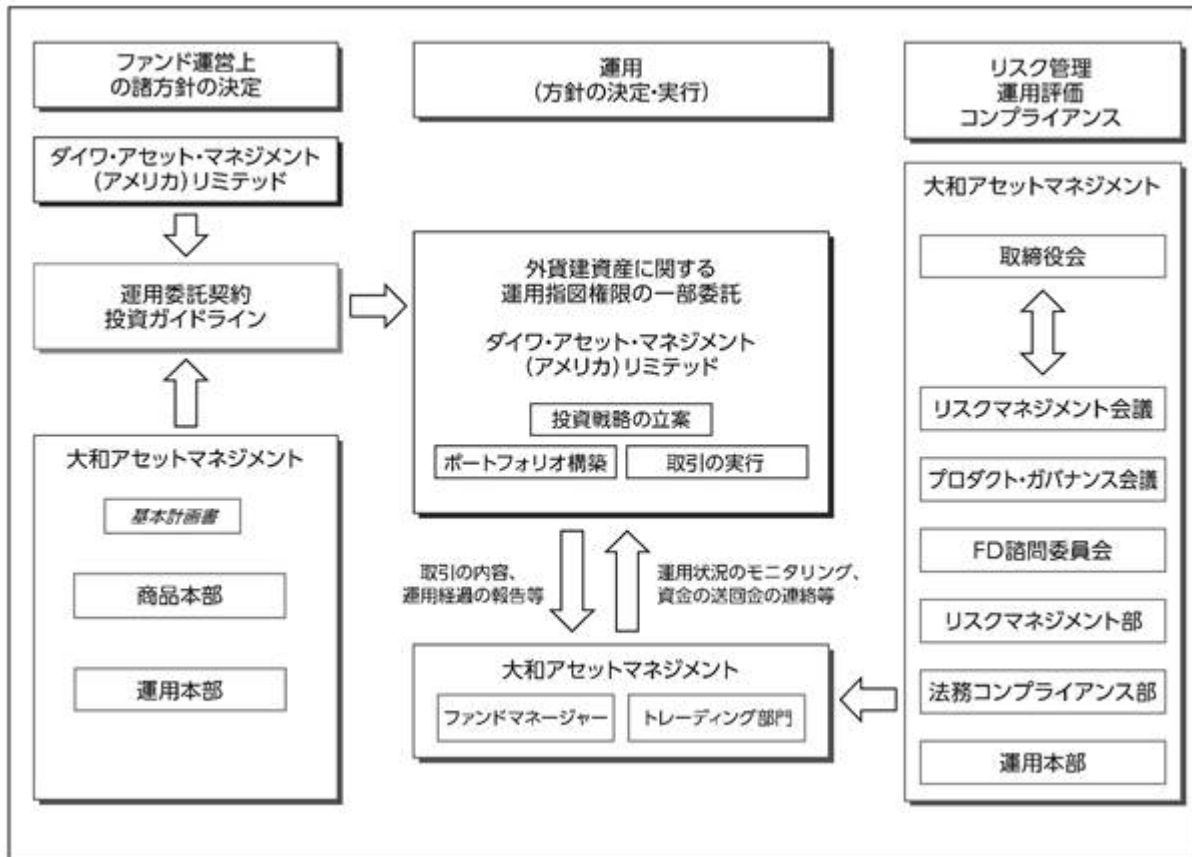 ファンド運営上
の諸方針の決定
ダイワ・アセット・マネジメント
(アメリカ)リミテッド
運用委託契約
投資ガイドライン
大和アセットマネジメント
基本計画書
商品本部
運用本部
運用
(方針の決定・実行)
外貨建資産に関する
運用指図権限の一部委託
ダイワ・アセット・マネジメント
(アメリカ)リミテッド
投資戦略の立案
ポートフォリオ構築
取引の実行
取引の内容、
運用経過の報告等
運用状況のモニタリング、
資金の送回金の連絡等
大和アセットマネジメント
ファンドマネージャー
トレーディング部門
リスク管理
運用評価
コンプライアンス
大和アセットマネジメント
取締役会
リスクマネジメント会議
プロダクト・ガバナンス会議
FD諮問委員会
リスクマネジメント部
法務コンプライアンス部
運用本部